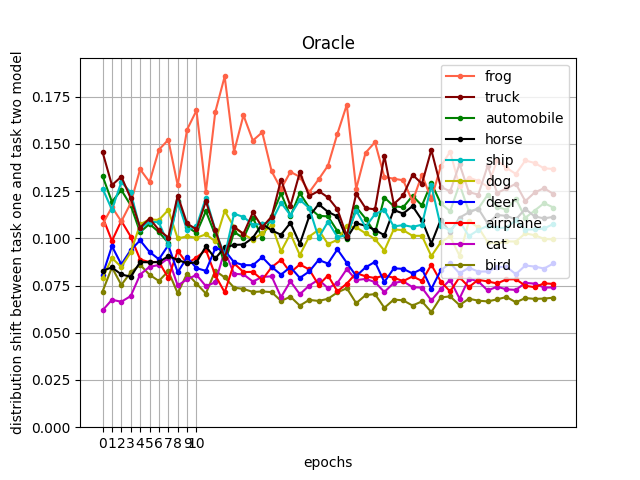 Oracle
distribution shift between task one and task two model
0.175
0.150
0.125
0.100
0.075
0.050
0.025
0.000
0 1 2 3 4 5 6 7 8 9 10
epochs
frog
truck
automobile
horse
ship
dog
deer
airplane
cat
bird